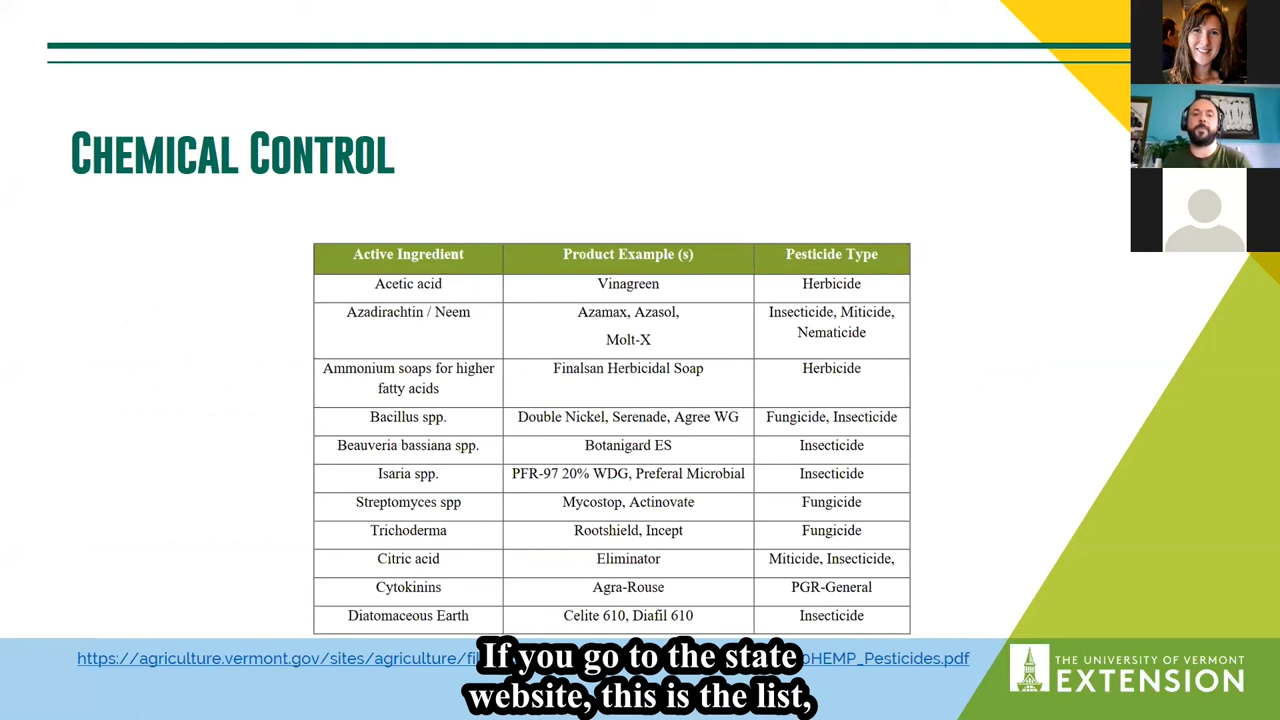 CHEMICAL CONTROL
Active Ingredient Product Example (s) Pesticide Type
Acetic acid Vinagreen Herbicide
Azadirachtin / Neem Azamax, Azasol, Insecticide, Miticide,
Molt-X Nematicide
Ammonium soaps for higher Finalsan Herbicidal Soap Herbicide
fatty acids
Bacillus spp. Double Nickel, Serenade, Agree WG Fungicide, Insecticide
Beauveria bassiana spp. Botanigard ES Insecticide
Isaria spp. PFR-97 20% WDG, Preferal Microbial Insecticide
Streptomyces spp Mycostop, Actinovate Fungicide
Trichoderma Rootshield, Incept Fungicide
Citric acid Eliminator Miticide, Insecticide,
Cytokinins Agra-Rouse PGR-General
Diatomaceous Earth Celite 610, Diafil 610 Insecticide
https://agriculture.vermont.gov/sites/agriculture/fil oHEMP_Pesticides.pdf
If you go to the state
website, this is the list,
THE UNIVERSITY OF VERMONT
EXTENSION